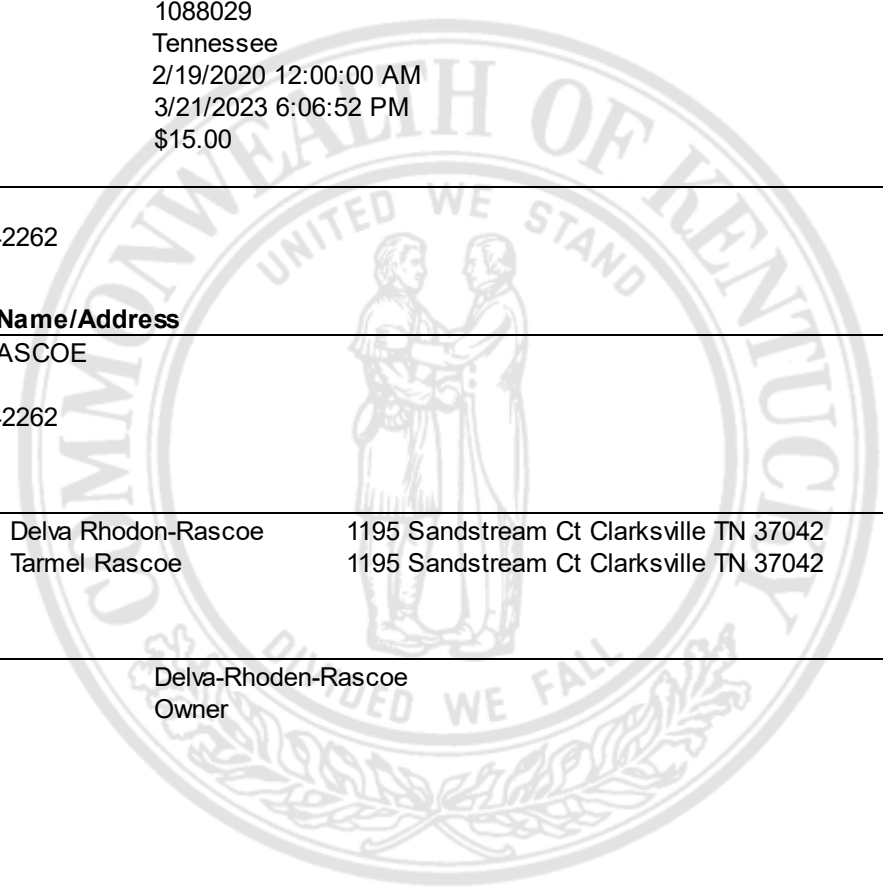 1088029
Tennessee
2/19/2020 12:00:00 AM
3/21/2023 6:06:52 PM
$15.00
42262
Name/Address
ASCOE
42262
Delva Rhodon-Rascoe 1195 Sandstream Ct Clarksville TN 37042
Tarmel Rascoe 1195 Sandstream Ct Clarksville TN 37042
Delva-Rhoden-Rascoe
Owner
COMMONWEALTH OF KENTUCKY
UNITED WE STAND
DIVIDED WE FALL